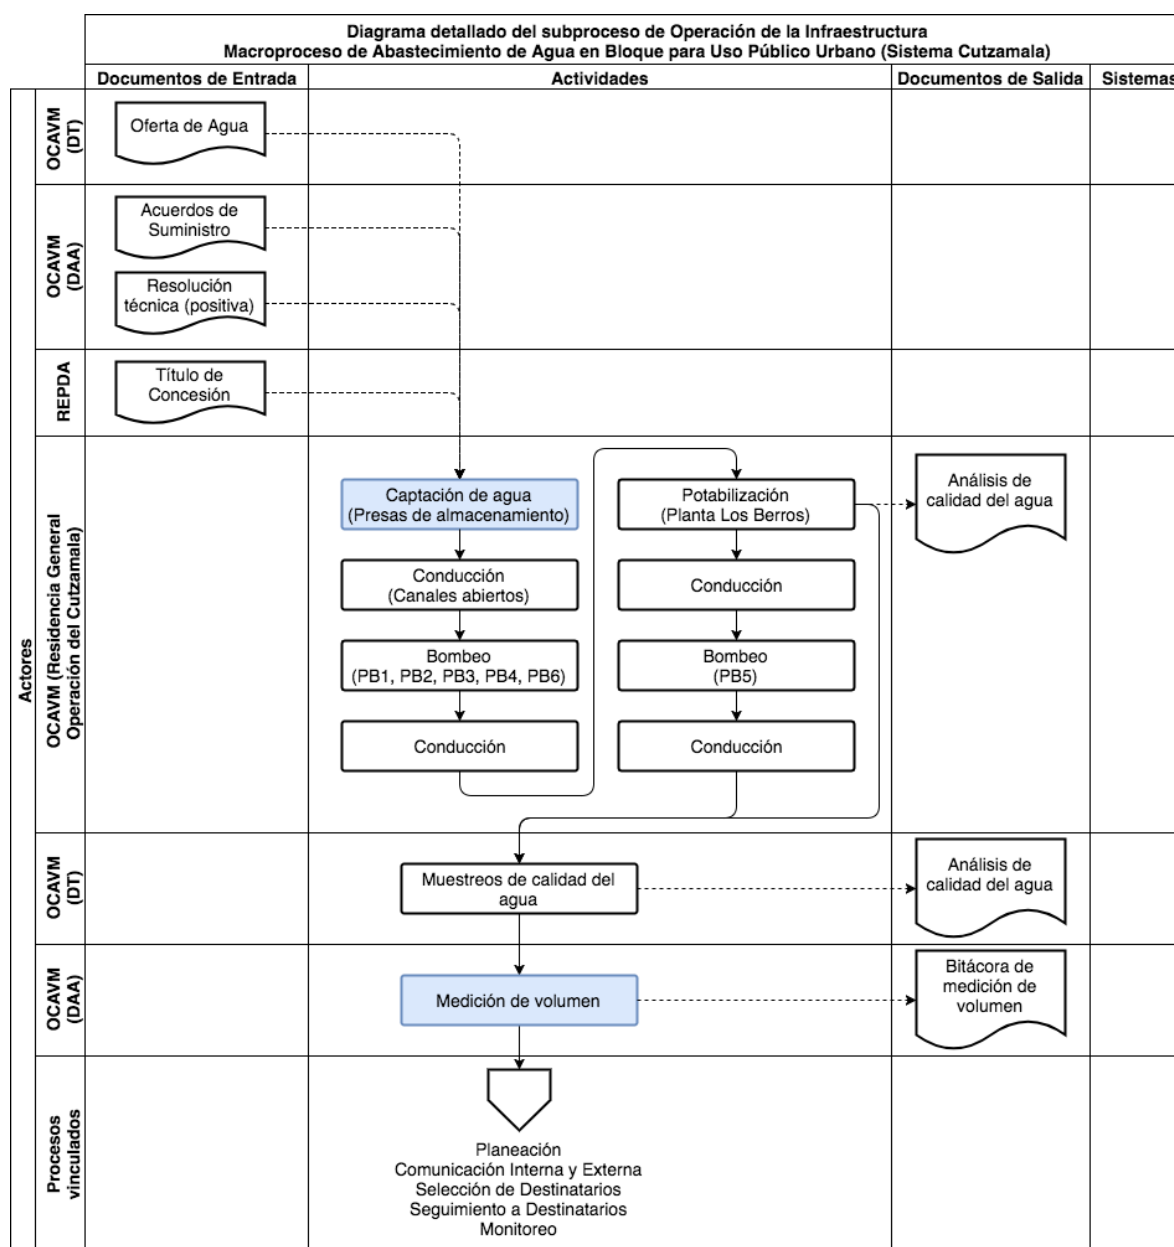 Diagrama detallado del subproceso de Operación de la Infraestructura
Macroproceso de Abastecimiento de Agua en Bloque para Uso Público Urbano (Sistema Cutzamala)
Documentos de Entrada
Actividades
Documentos de Salida
Sistemas
Actores
OCAVM
(DT)
Oferta de Agua
OCAVM
(DAA)
Acuerdos de
Suministro
Resolución
técnica (positiva)
REPDA
Título de
Concesión
OCAVM (Residencia General
Operación del Cutzamala)
Captación de agua
(Presas de almacenamiento)
Conducción
(Canales abiertos)
Bombeo
(PB1, PB2, PB3, PB4, PB6)
Conducción
Potabilización
(Planta Los Berros)
Conducción
Bombeo
(PB5)
Conducción
Análisis de
calidad del agua
OCAVM
(DT)
Muestreos de calidad del
agua
Análisis de
calidad del agua
OCAVM
(DAA)
Medición de volumen
Bitácora de
medición de
volumen
Procesos
vinculados
Planeación
Comunicación Interna y Externa
Selección de Destinatarios
Seguimiento a Destinatarios
Monitoreo